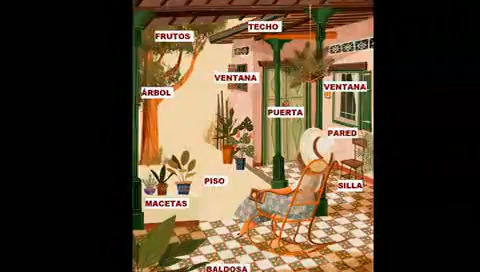 TECHO
FRUTOS
VENTANA
VENTANA
ÁRBOL
PUERTA
PARED
PISO
SILLA
MACETAS
BALDOSA